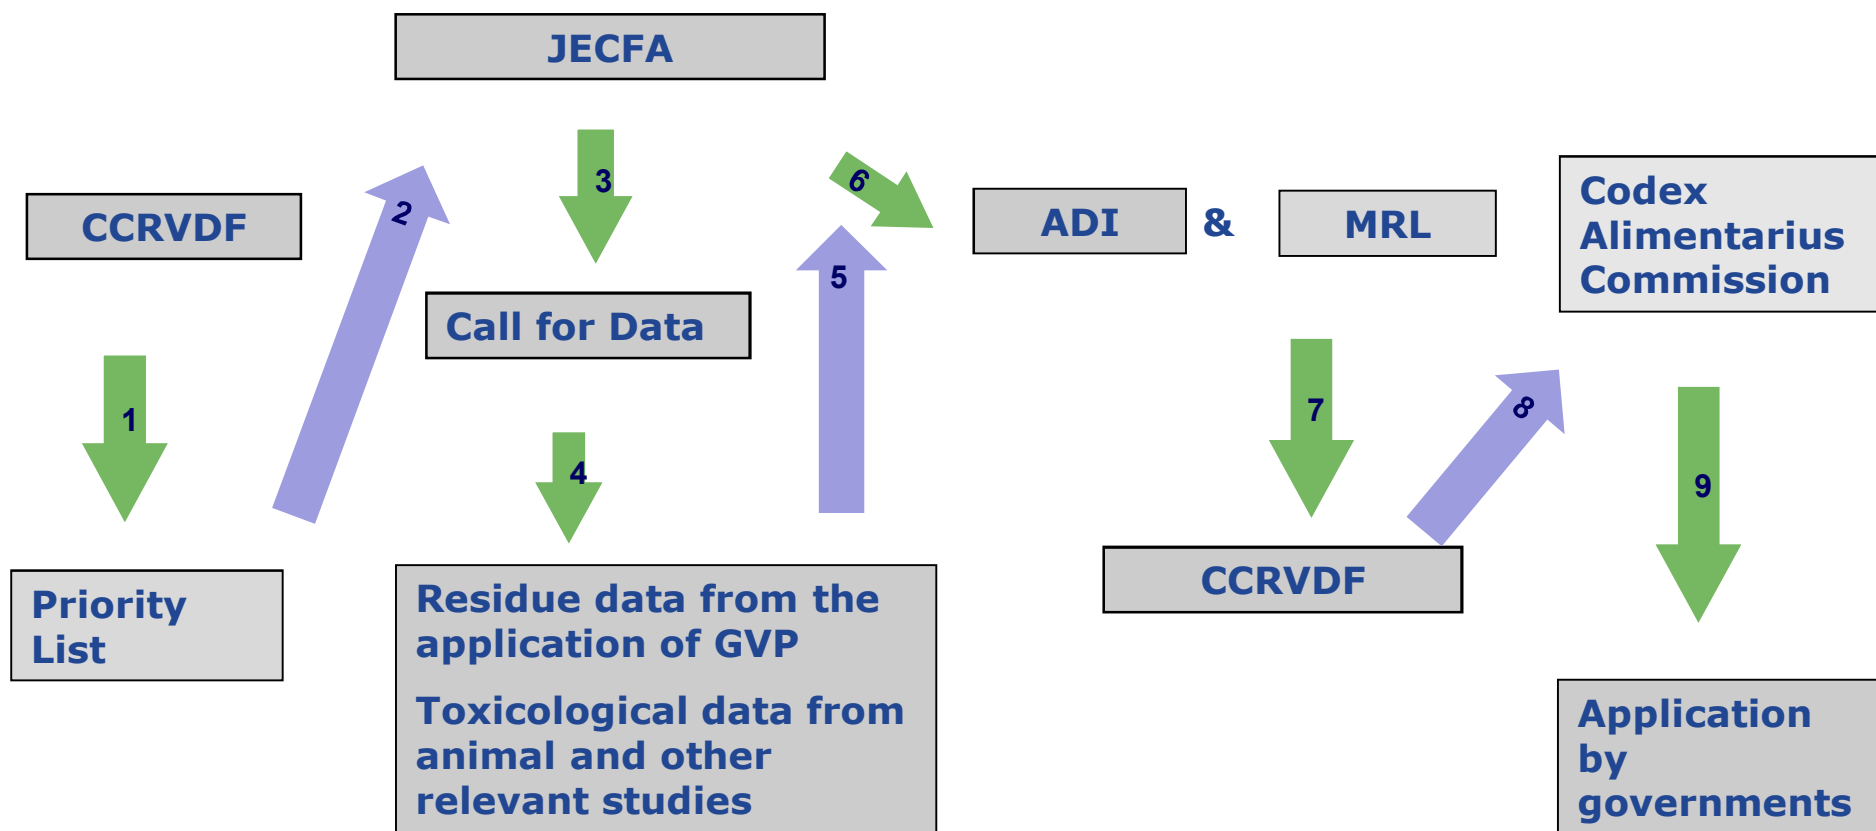 JECFA
CCRVDF
1
Priority
List
2
3
Call for Data
4
Residue data from the
application of GVP
Toxicological data from
animal and other
relevant studies
5
6
ADI
&
MRL
7
CCRVDF
8
Codex
Alimentarius
Commission
9
Application
by
governments